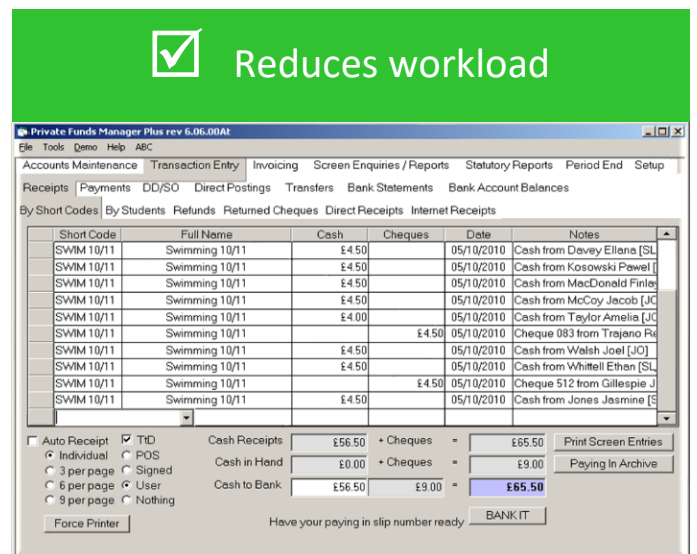 Reduces workload
Private Funds Manager Plus rev 6.06.00At
File Tools Demo Help ABC
Accounts Maintenance Transaction Entry Invoicing Screen Enquiries / Reports Statutory Reports Period End Setup
Receipts Payments DD/SO Direct Postings Transfers Bank Statements Bank Account Balances
By Short Codes By Students Refunds Returned Cheques Direct Receipts Internet Receipts
Short Code Full Name Cash Cheques Date Notes
SWIM 10/11 Swimming 10/11 £4.50 05/10/2010 Cash from Davey Ellana [SL
SWIM 10/11 Swimming 10/11 £4.50 05/10/2010 Cash from Kosowski Pawel [
SWIM 10/11 Swimming 10/11 £4.50 05/10/2010 Cash from MacDonald Finlay
SWIM 10/11 Swimming 10/11 £4.50 05/10/2010 Cash from McCoy Jacob [JO
SWIM 10/11 Swimming 10/11 £4.00 05/10/2010 Cash from Taylor Amelia [JO
SWIM 10/11 Swimming 10/11 £4.50 05/10/2010 Cheque 083 from Trajano Re
SWIM 10/11 Swimming 10/11 £4.50 05/10/2010 Cash from Walsh Joel [JO]
SWIM 10/11 Swimming 10/11 £4.50 05/10/2010 Cash from Whittell Ethan [SL
SWIM 10/11 Swimming 10/11 £4.50 05/10/2010 Cheque 512 from Gillespie J
SWIM 10/11 Swimming 10/11 £4.50 05/10/2010 Cash from Jones Jasmine [S
Auto Receipt TtD Cash Receipts £56.50 + Cheques = £65.50 Print Screen Entries
Individual POS Cash in Hand £0.00 + Cheques = £9.00 Paying In Archive
3 per page Signed
6 per page User Cash to Bank £56.50 £9.00 = £65.50
9 per page Nothing
Force Printer Have your paying in slip number ready BANK IT